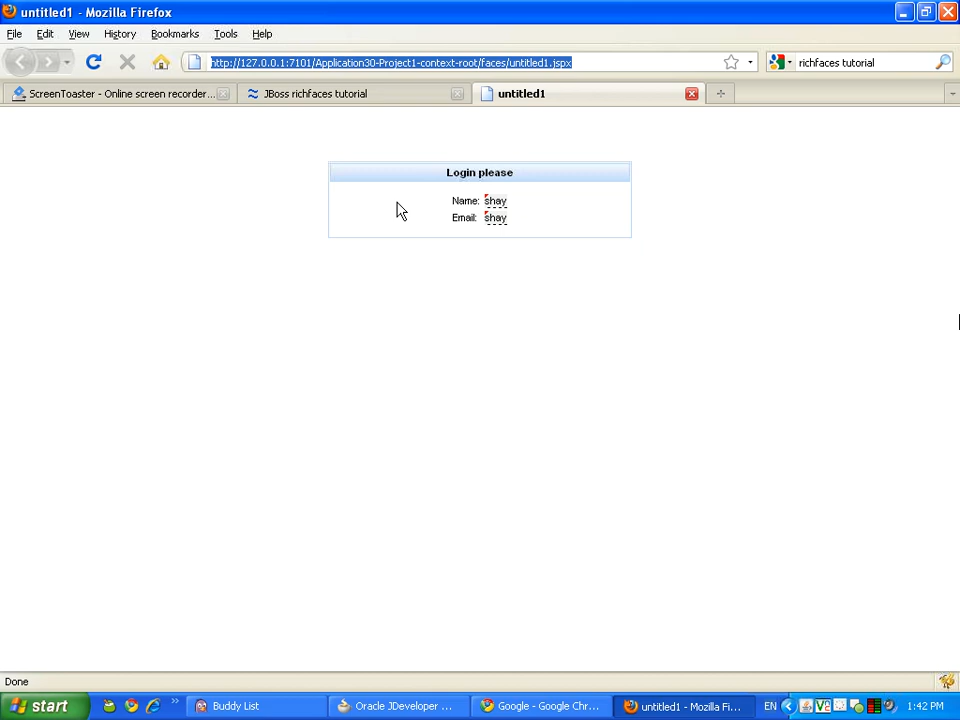 untitled1 - Mozilla Firefox
File Edit View History Bookmarks Tools Help
http://127.0.0.1:7101/Application30-Project1-context-root/faces/untitled1.jspx
richfaces tutorial
ScreenToaster - Online screen recorder...
JBoss richfaces tutorial
untitled1
Login please
Name: shay
Email: shay
Done
start
Buddy List
Oracle JDeveloper ...
Google - Google Chr...
untitled1 - Mozilla Fi...
EN
1:42 PM